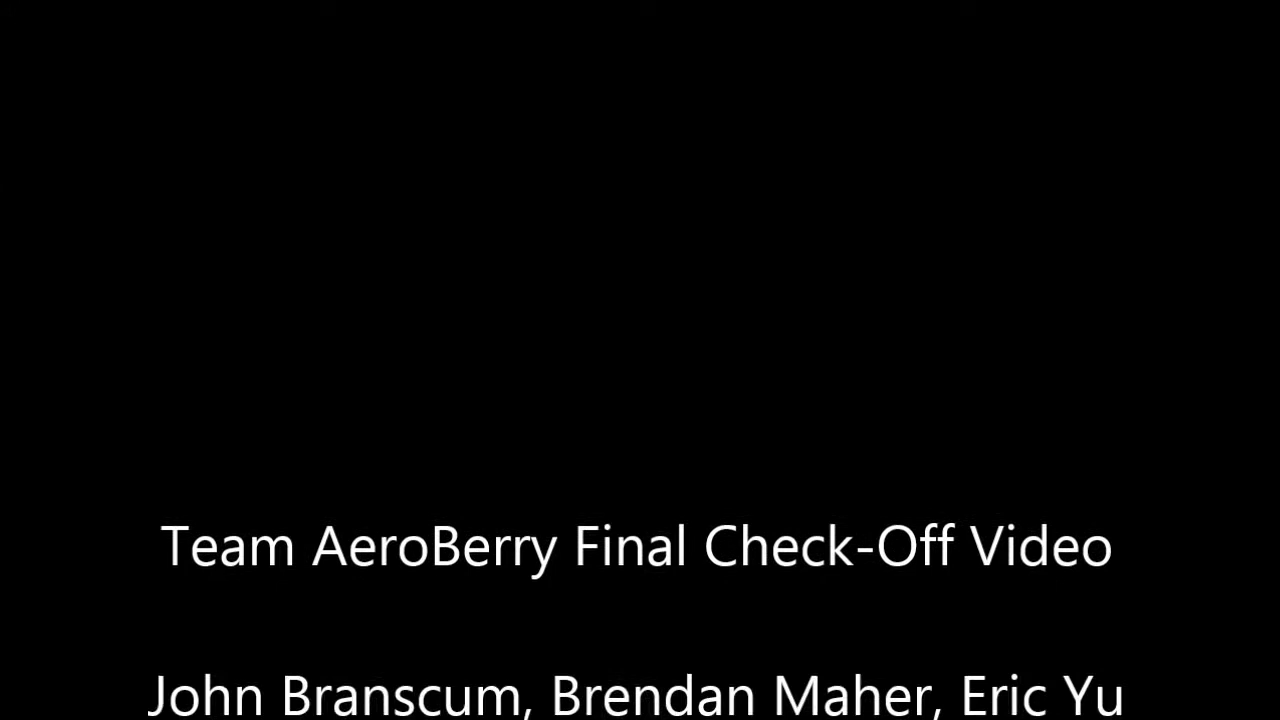 Team AeroBerry Final Check-Off Video
John Branscum, Brendan Maher, Eric Yu